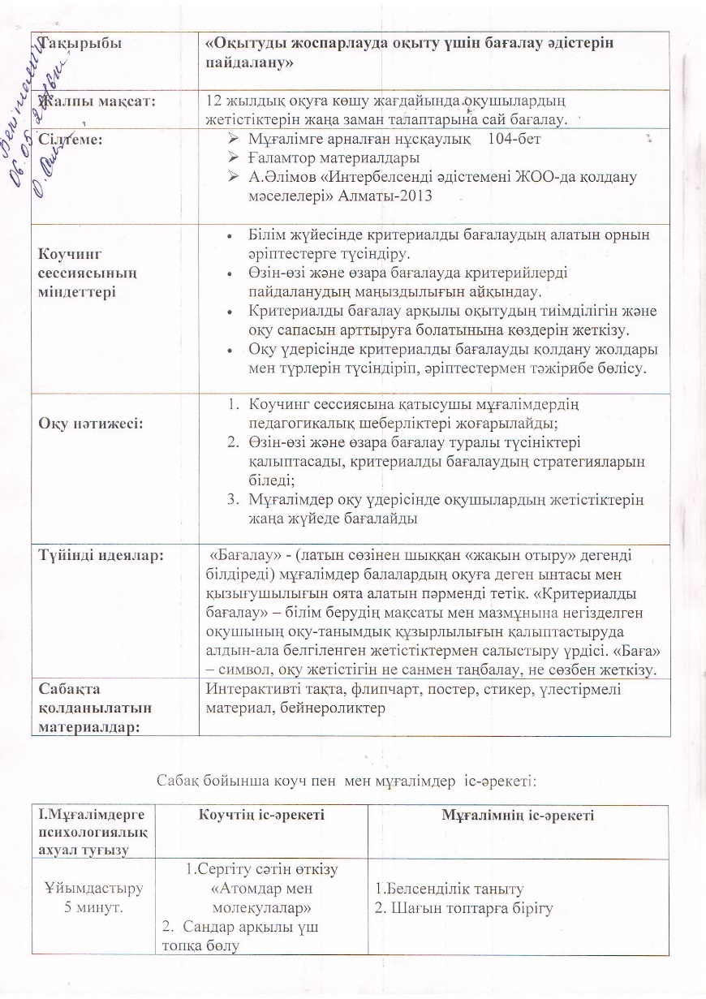 Бекітемін
06.05.2016ж
Тақырыбы
«Оқытуды жоспарлауда оқыту үшін бағалау әдістерін
пайдалану»
Жалпы мақсат:
12 жылдық оқуға көшу жағдайында оқушылардың
жетістіктерін жаңа заман талаптарына сай бағалау.
Сілтеме:
➢ Мұғалімге арналған нұсқаулық 104-бет
➢ Ғаламтор материалдары
➢ А.Әлімов «Интербелсенді әдістемені ЖОО-да қолдану
мәселелері» Алматы-2013
Коучинг
сессиясының
міндеттері
• Білім жүйесінде критериалды бағалаудың алатын орнын
әріптестерге түсіндіру.
• Өзін-өзі және өзара бағалауда критерийлерді
пайдаланудың маңыздылығын айқындау.
• Критериалды бағалау арқылы оқытудың тиімділігін және
оқу сапасын арттыруға болатынына көздерін жеткізу.
• Оқу үдерісінде критериалды бағалауды қолдану жолдары
мен түрлерін түсіндіріп, әріптестермен тәжірибе бөлісу.
Оқу нәтижесі:
1. Коучинг сессиясына қатысушы мұғалімдердің
педагогикалық шеберліктері жоғарылайды;
2. Өзін-өзі және өзара бағалау туралы түсініктері
қалыптасады, критериалды бағалаудың стратегияларын
біледі;
3. Мұғалімдер оқу үдерісінде оқушылардың жетістіктерін
жаңа жүйеде бағалайды
Түйінді идеялар:
«Бағалау» - (латын сөзінен шыққан «жақын отыру» дегенді
білдіреді) мұғалімдер балалардың оқуға деген ынтасы мен
қызығушылығын оята алатын пәрменді тетік. «Критериалды
бағалау» – білім берудің мақсаты мен мазмұнына негізделген
оқушының оқу-танымдық құзырлылығын қалыптастыруда
алдын-ала белгіленген жетістіктермен салыстыру үрдісі. «Баға»
– символ, оқу жетістігін не санмен таңбалау, не сөзбен жеткізу.
Сабақта
қолданылатын
материалдар:
Интерактивті тақта, флипчарт, постер, стикер, үлестірмелі
материал, бейнероликтер
Сабақ бойынша коуч пен мен мұғалімдер іс-әрекеті:
І.Мұғалімдерге
психологиялық
ахуал туғызу
Коучтің іс-әрекеті
Мұғалімнің іс-әрекеті
Ұйымдастыру
5 минут.
1.Сергіту сәтін өткізу
«Атомдар мен
молекулалар»
2. Сандар арқылы үш
топқа бөлу
1.Белсенділік таныту
2. Шағын топтарға бірігу